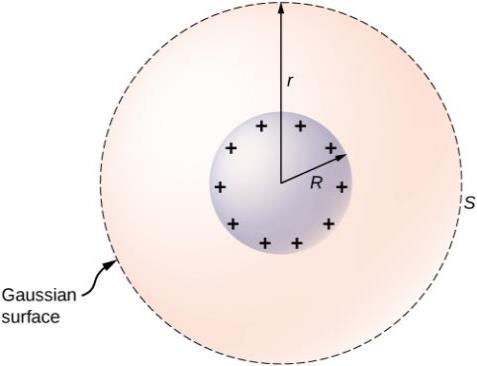 r
R
S
Gaussian
surface
+ +
+ +
+ +
+ +
+ +